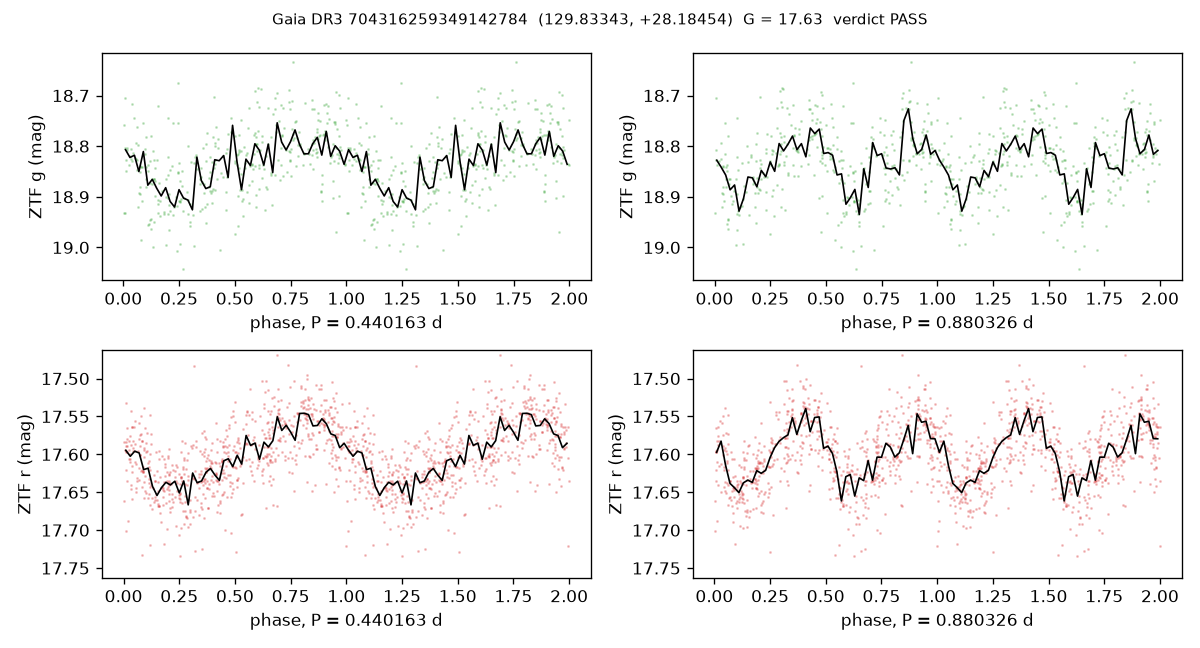 Gaia DR3 704316259349142784 (129.83343, +28.18454) G = 17.63 verdict PASS
ZTF g (mag)
18.7
18.8
18.9
19.0
0.00 0.25 0.50 0.75 1.00 1.25 1.50 1.75 2.00
phase, P = 0.440163 d
ZTF g (mag)
18.7
18.8
18.9
19.0
0.00 0.25 0.50 0.75 1.00 1.25 1.50 1.75 2.00
phase, P = 0.880326 d
ZTF r (mag)
17.50
17.55
17.60
17.65
17.70
17.75
0.00 0.25 0.50 0.75 1.00 1.25 1.50 1.75 2.00
phase, P = 0.440163 d
ZTF r (mag)
17.50
17.55
17.60
17.65
17.70
17.75
0.00 0.25 0.50 0.75 1.00 1.25 1.50 1.75 2.00
phase, P = 0.880326 d